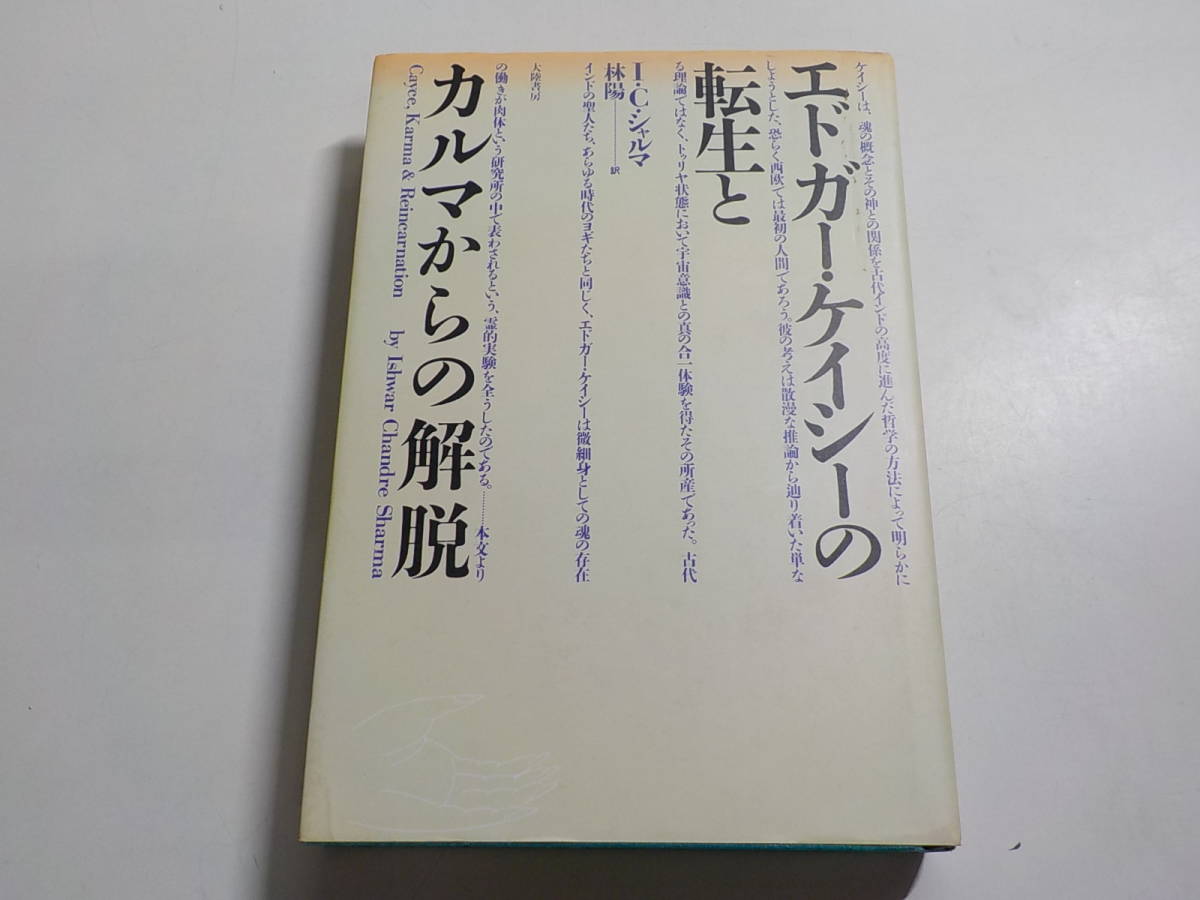 ケイシーは、魂の概念とその神との関係を古代インドの高度に進んだ哲学の方法によって明らかに
エドガー・ケイシーの
しようとした、恐らく西欧では最初の人間であろう。彼の考えは散漫な推論から辿り着いた単な
転生と
る理論ではなく、トゥリヤ状態において宇宙意識との真の合一体験を得たその所産であった。古代
I・C・シャルマ
林陽────訳
インドの聖人たち、あらゆる時代のヨギたちと同じく、エドガー・ケイシーは微細身としての魂の存在
大陸書房
の働きが肉体という研究所の中で表わされるという、霊的実験を全うしたのである。………本文より
カルマからの解脱
Cayce, Karma & Reincarnation by Ishwar Chandre Sharma